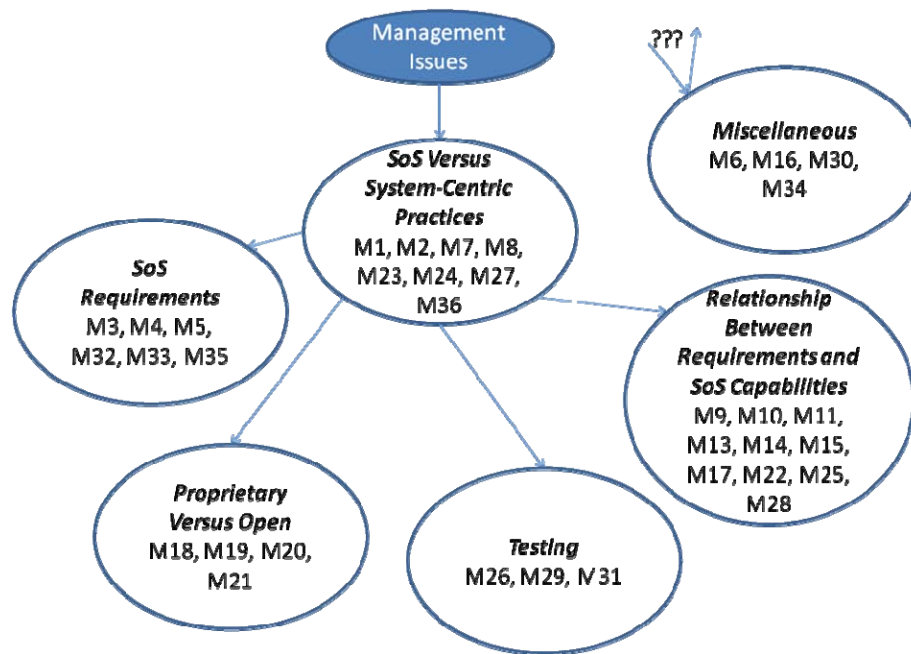 Management
Issues
???
Miscellaneous
M6, M16, M30,
M34
SoS Versus
System-Centric
Practices
M1, M2, M7, M8,
M23, M24, M27,
M36
SoS
Requirements
M3, M4, M5,
M32, M33, M35
Relationship
Between
Requirements and
SoS Capabilities
M9, M10, M11,
M13, M14, M15,
M17, M22, M25,
M28
Proprietary
Versus Open
M18, M19, M20,
M21
Testing
M26, M29, M31